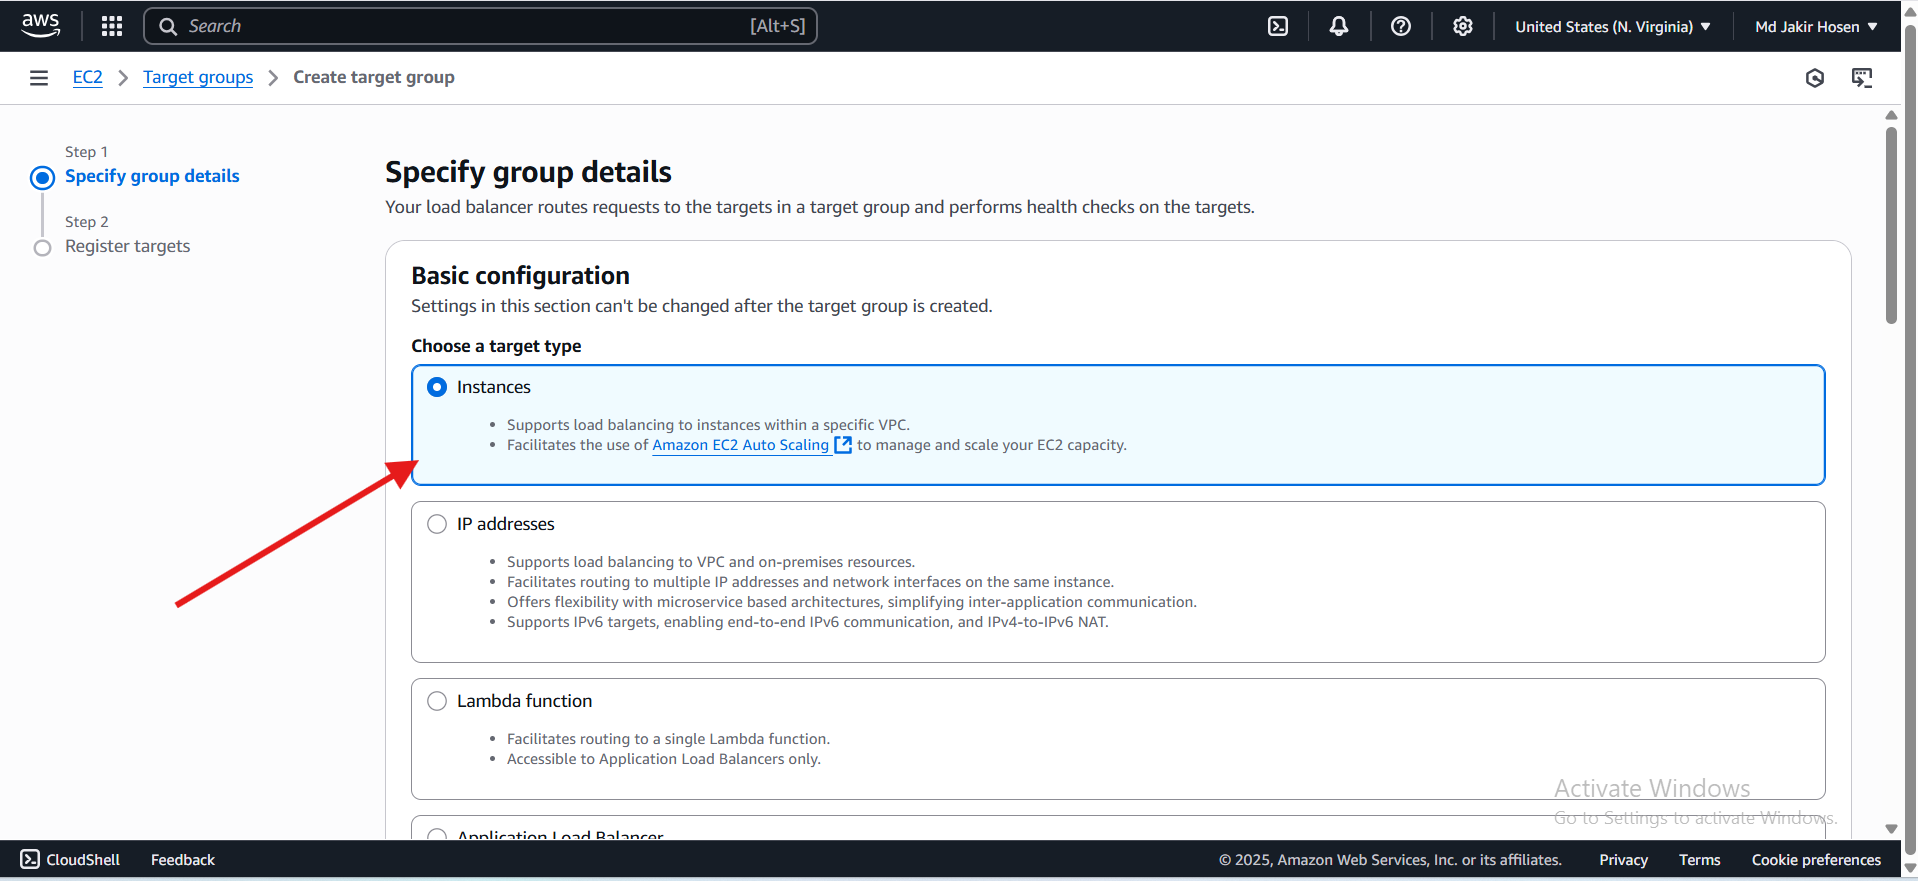 aws
Search [Alt+S]
United States (N. Virginia)
Md Jakir Hosen
EC2
Target groups
Create target group
Step 1
Specify group details
Step 2
Register targets
Specify group details
Your load balancer routes requests to the targets in a target group and performs health checks on the targets.
Basic configuration
Settings in this section can't be changed after the target group is created.
Choose a target type
Instances
• Supports load balancing to instances within a specific VPC.
• Facilitates the use of Amazon EC2 Auto Scaling to manage and scale your EC2 capacity.
IP addresses
• Supports load balancing to VPC and on-premises resources.
• Facilitates routing to multiple IP addresses and network interfaces on the same instance.
• Offers flexibility with microservice based architectures, simplifying inter-application communication.
• Supports IPv6 targets, enabling end-to-end IPv6 communication, and IPv4-to-IPv6 NAT.
Lambda function
• Facilitates routing to a single Lambda function.
• Accessible to Application Load Balancers only.
Application Load Balancer
Activate Windows
Go to Settings to activate Windows.
CloudShell
Feedback
© 2025, Amazon Web Services, Inc. or its affiliates.
Privacy
Terms
Cookie preferences